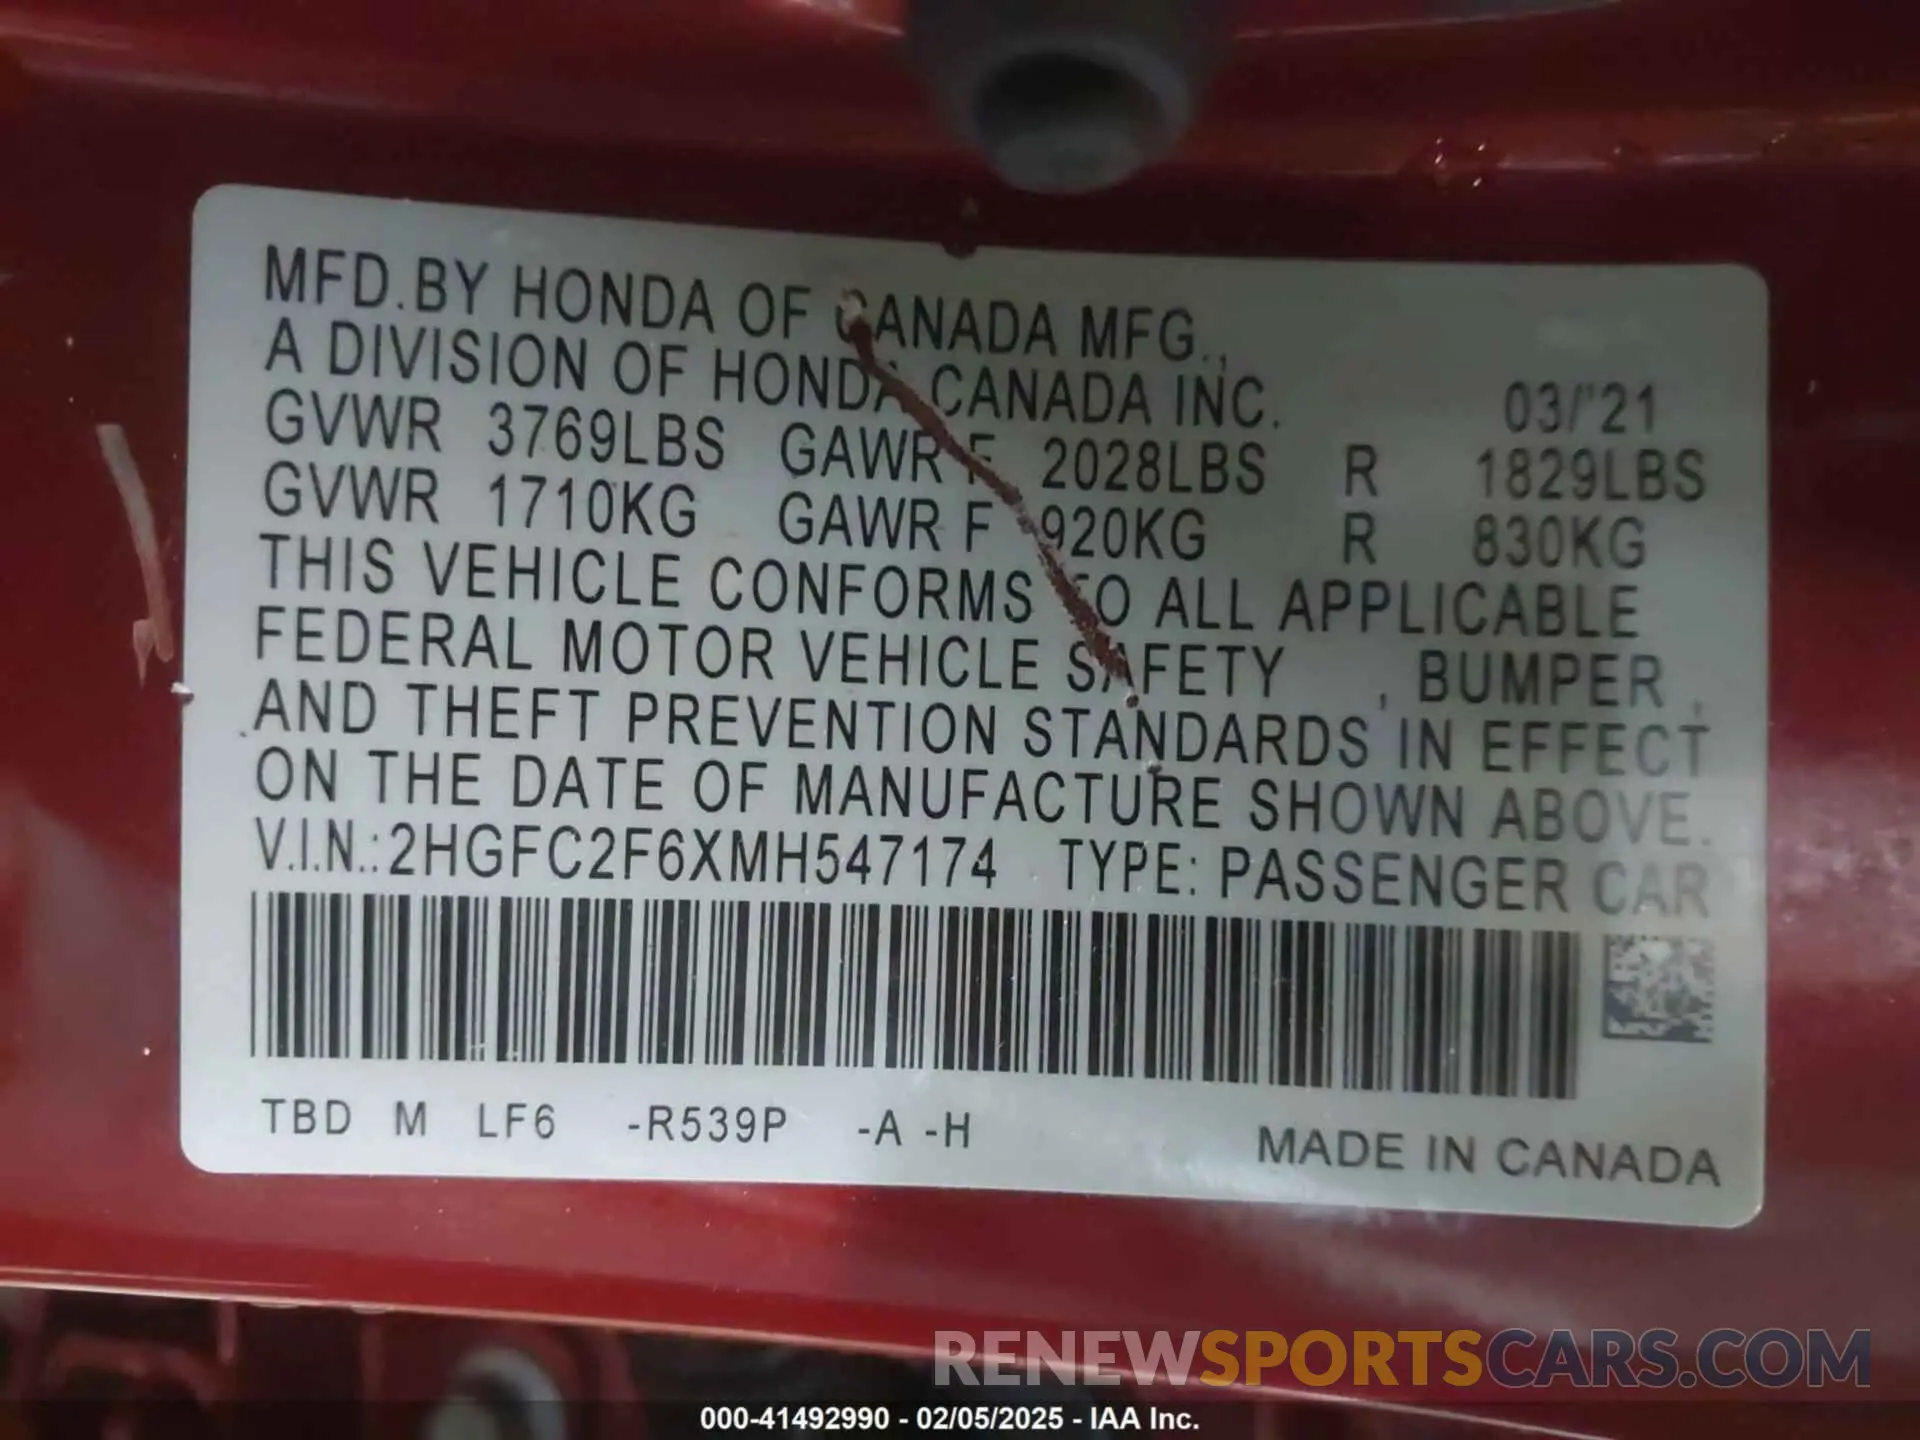 MFD.BY HONDA OF CANADA MFG.,
A DIVISION OF HONDA CANADA INC. 03/'21
GVWR 3769LBS GAWR F 2028LBS R 1829LBS
GVWR 1710KG GAWR F 920KG R 830KG
THIS VEHICLE CONFORMS TO ALL APPLICABLE
FEDERAL MOTOR VEHICLE SAFETY , BUMPER ,
AND THEFT PREVENTION STANDARDS IN EFFECT
ON THE DATE OF MANUFACTURE SHOWN ABOVE.
V.I.N.:2HGFC2F6XMH547174 TYPE: PASSENGER CAR
TBD M LF6 -R539P -A -H
MADE IN CANADA
RENEWSPORTSCARS.COM
000-41492990 - 02/05/2025 - IAA Inc.